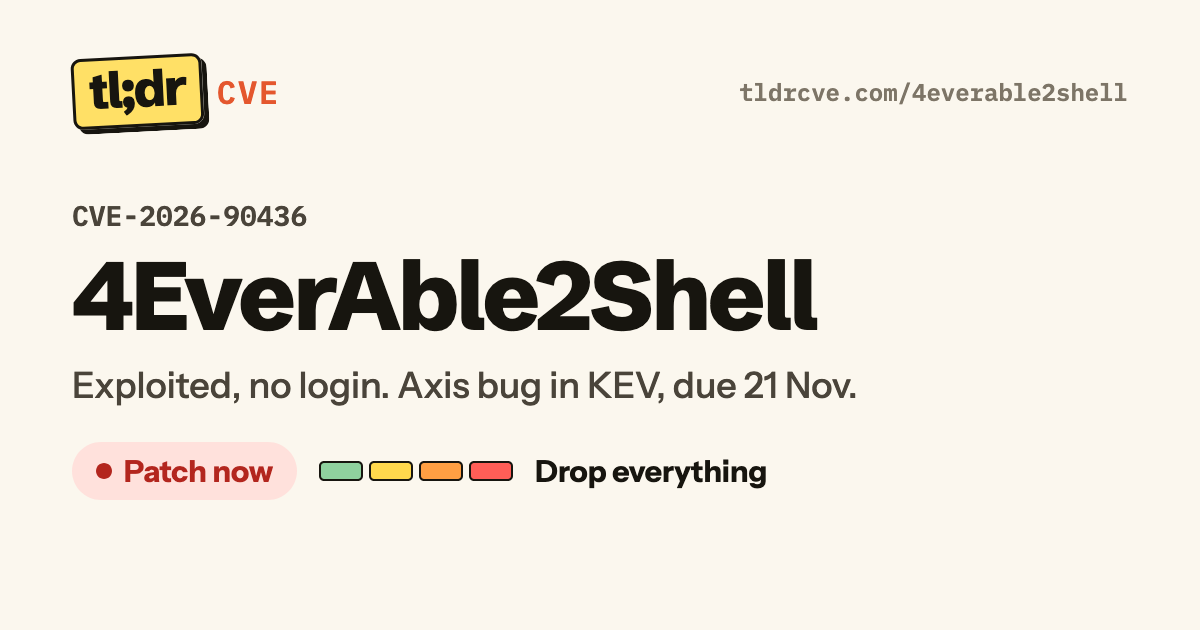 tl;dr CVE
tldrcve.com/4everable2shell
CVE-2026-90436
4EverAble2Shell
Exploited, no login. Axis bug in KEV, due 21 Nov.
Patch now
Drop everything